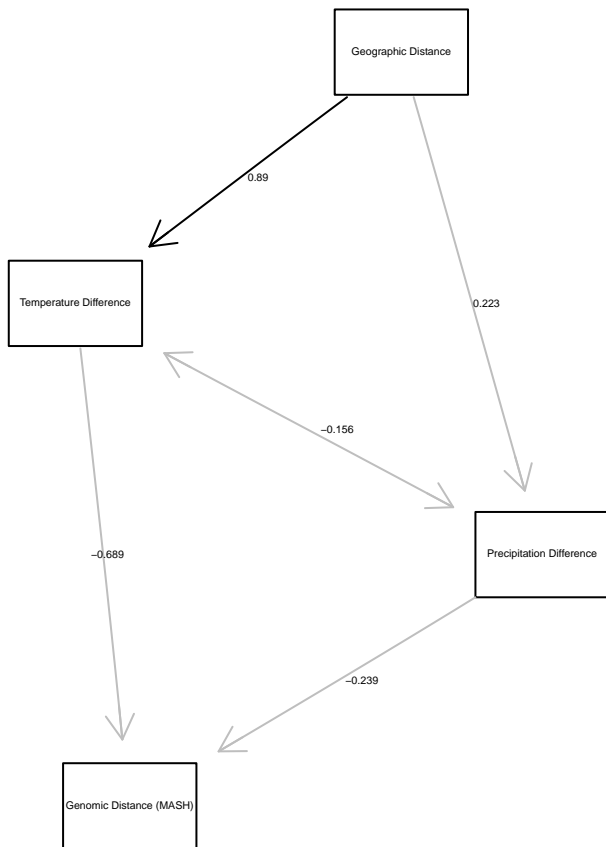 Geographic Distance
0.89
Temperature Difference
0.223
−0.156
−0.689
Precipitation Difference
−0.239
Genomic Distance (MASH)